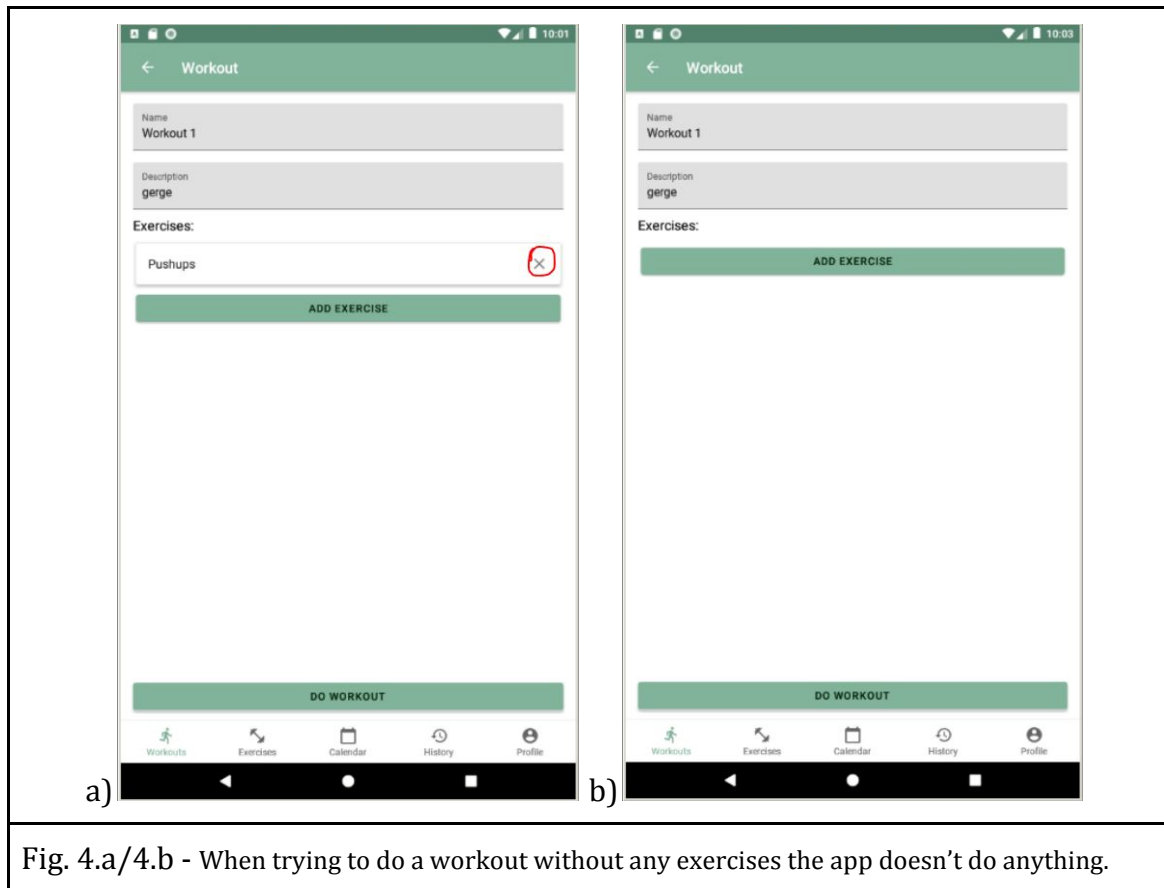 10:01
Workout
Name
Workout 1
Description
gerge
Exercises:
Pushups
ADD EXERCISE
DO WORKOUT
Workouts Exercises Calendar History Profile
a)
10:03
Workout
Name
Workout 1
Description
gerge
Exercises:
ADD EXERCISE
DO WORKOUT
Workouts Exercises Calendar History Profile
b)
Fig. 4.a/4.b - When trying to do a workout without any exercises the app doesn’t do anything.